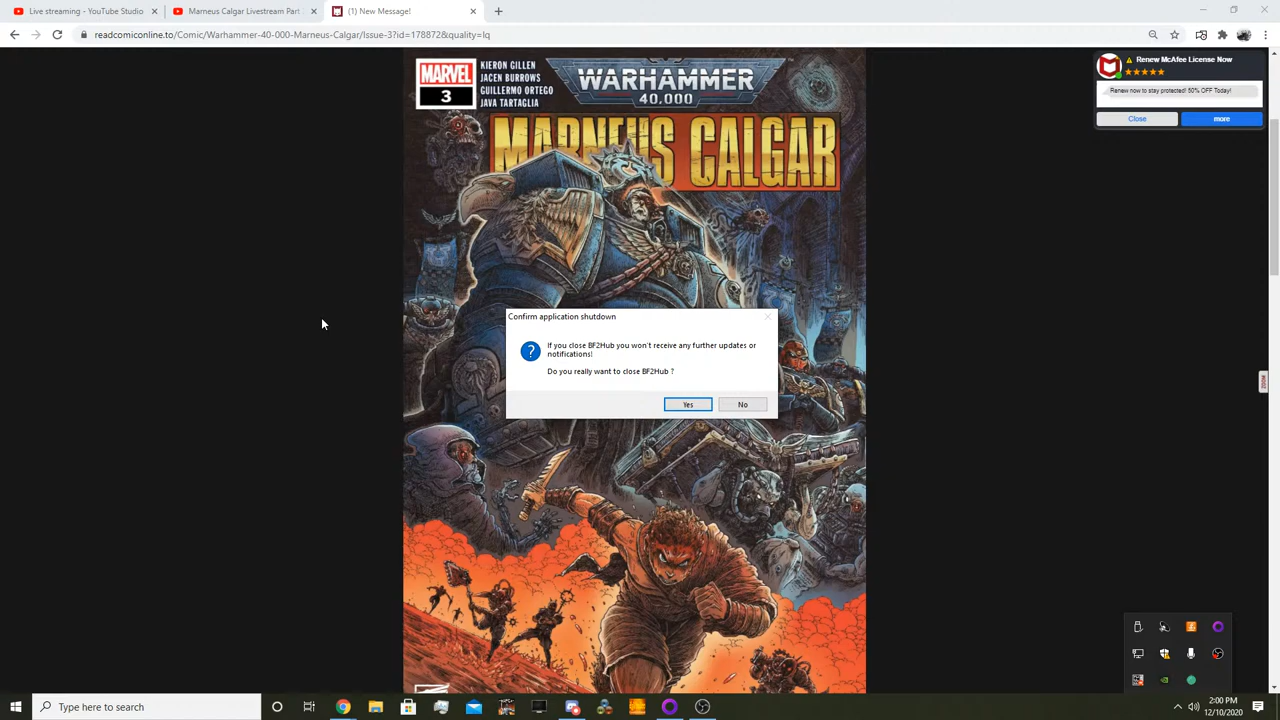 Live streaming - YouTube Studio
Marneus Calgar Livestream Part
(1) New Message!
readcomiconline.to/Comic/Warhammer-40-000-Marneus-Calgar/Issue-3?id=178872&quality=lq
MARVEL
3
KIERON GILLEN
JACEN BURROWS
GUILLERMO ORTEGO
JAVA TARTAGLIA
WARHAMMER
40,000
MARNEUS CALGAR
Renew McAfee License Now
Renew now to stay protected! 50% OFF Today!
Close
more
ZOOM
Confirm application shutdown
If you close BF2Hub you won't receive any further updates or
notifications!
Do you really want to close BF2Hub ?
Yes
No
Type here to search
2:00 PM
12/10/2020